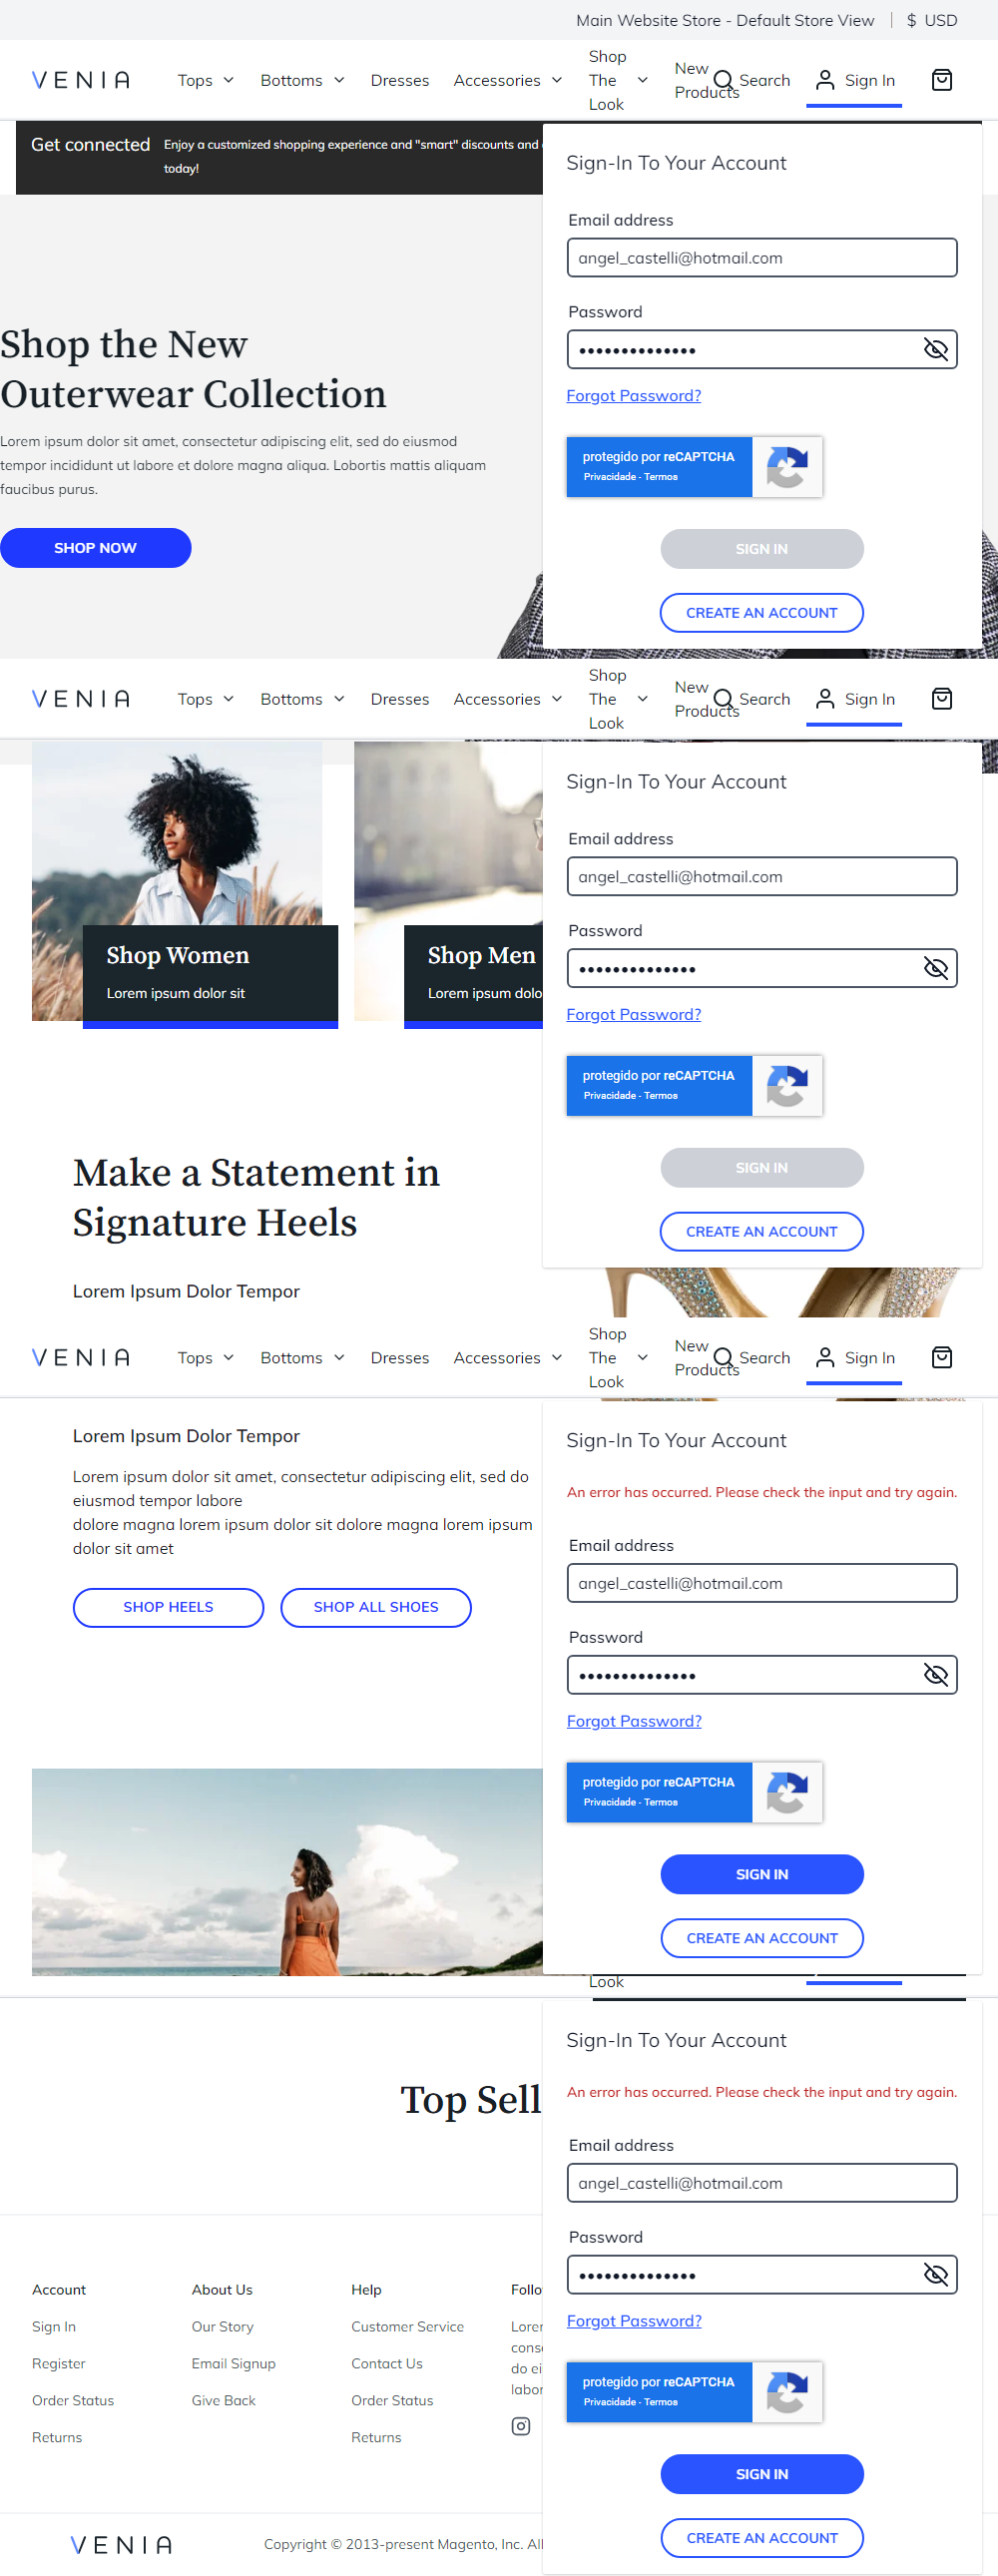 Main Website Store - Default Store View
$ USD
VENIA
Tops
Bottoms
Dresses
Accessories
Shop
The
Look
New
Products
Search
Sign In
Get connected
Enjoy a customized shopping experience and "smart" discounts and
today!
Sign-In To Your Account
Email address
angel_castelli@hotmail.com
Password
Forgot Password?
protegido por reCAPTCHA
Privacidade - Termos
SIGN IN
CREATE AN ACCOUNT
Shop the New
Outerwear Collection
Lorem ipsum dolor sit amet, consectetur adipiscing elit, sed do eiusmod
tempor incididunt ut labore et dolore magna aliqua. Lobortis mattis aliquam
faucibus purus.
SHOP NOW
VENIA
Tops
Bottoms
Dresses
Accessories
Shop
The
Look
New
Products
Search
Sign In
Sign-In To Your Account
Email address
angel_castelli@hotmail.com
Password
Forgot Password?
protegido por reCAPTCHA
Privacidade - Termos
SIGN IN
CREATE AN ACCOUNT
Shop Women
Lorem ipsum dolor sit
Shop Men
Lorem ipsum dolo
Make a Statement in
Signature Heels
Lorem Ipsum Dolor Tempor
VENIA
Tops
Bottoms
Dresses
Accessories
Shop
The
Look
New
Products
Search
Sign In
Lorem Ipsum Dolor Tempor
Lorem ipsum dolor sit amet, consectetur adipiscing elit, sed do
eiusmod tempor labore
dolore magna lorem ipsum dolor sit dolore magna lorem ipsum
dolor sit amet
SHOP HEELS
SHOP ALL SHOES
Sign-In To Your Account
An error has occurred. Please check the input and try again.
Email address
angel_castelli@hotmail.com
Password
Forgot Password?
protegido por reCAPTCHA
Privacidade - Termos
SIGN IN
CREATE AN ACCOUNT
Look
Top Sell
Sign-In To Your Account
An error has occurred. Please check the input and try again.
Email address
angel_castelli@hotmail.com
Password
Forgot Password?
protegido por reCAPTCHA
Privacidade - Termos
SIGN IN
CREATE AN ACCOUNT
Account
Sign In
Register
Order Status
Returns
About Us
Our Story
Email Signup
Give Back
Help
Customer Service
Contact Us
Order Status
Returns
Follo
Lorer
cons
do ei
labor
VENIA
Copyright © 2013-present Magento, Inc. All